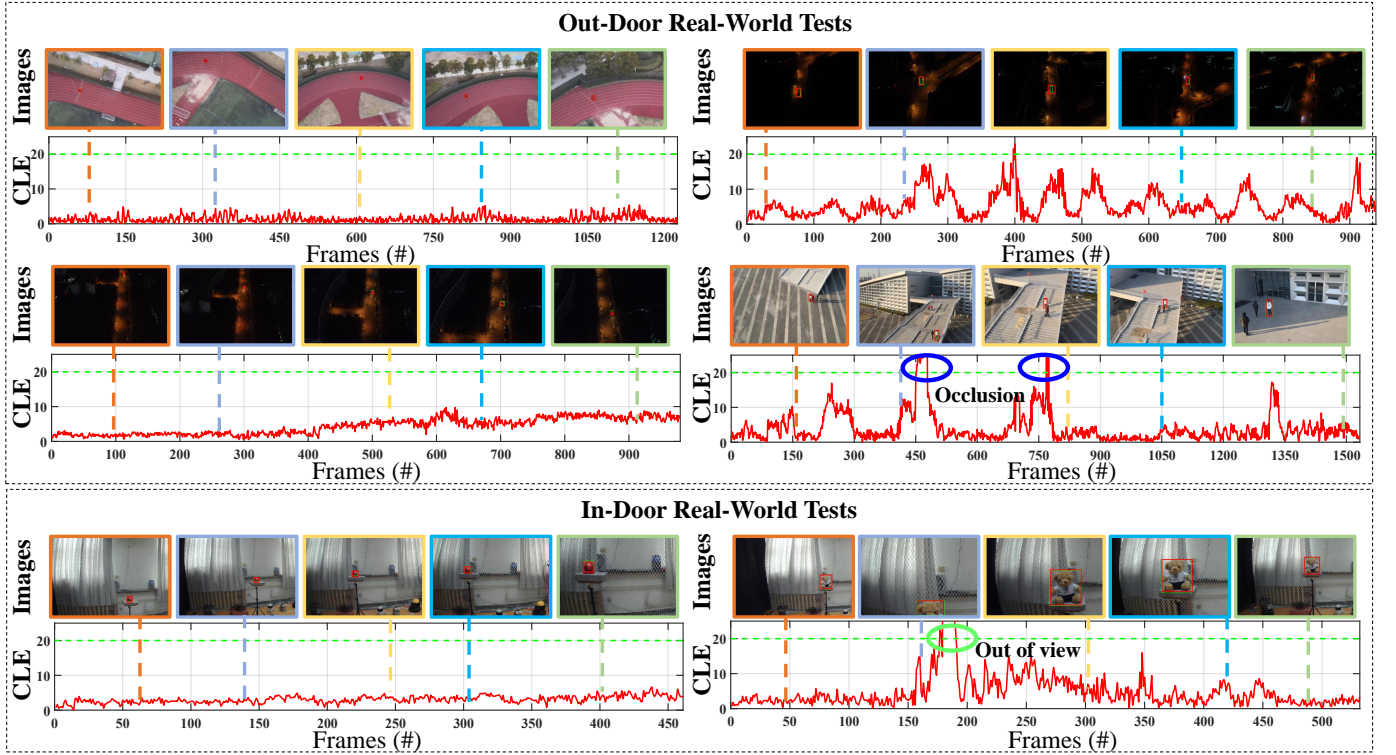 Out-Door Real-World Tests
Images
CLE
20
10
0
0 150 300 450 600 750 900 1050 1200
Frames (#)
Images
CLE
20
10
0
0 100 200 300 400 500 600 700 800 900
Frames (#)
Images
CLE
20
10
0
0 100 200 300 400 500 600 700 800 900
Frames (#)
Images
CLE
20
10
0
Occlusion
0 150 300 450 600 750 900 1050 1200 1350 1500
Frames (#)
In-Door Real-World Tests
Images
CLE
20
10
0
0 50 100 150 200 250 300 350 400 450
Frames (#)
Images
CLE
20
10
0
Out of view
0 50 100 150 200 250 300 350 400 450 500
Frames (#)